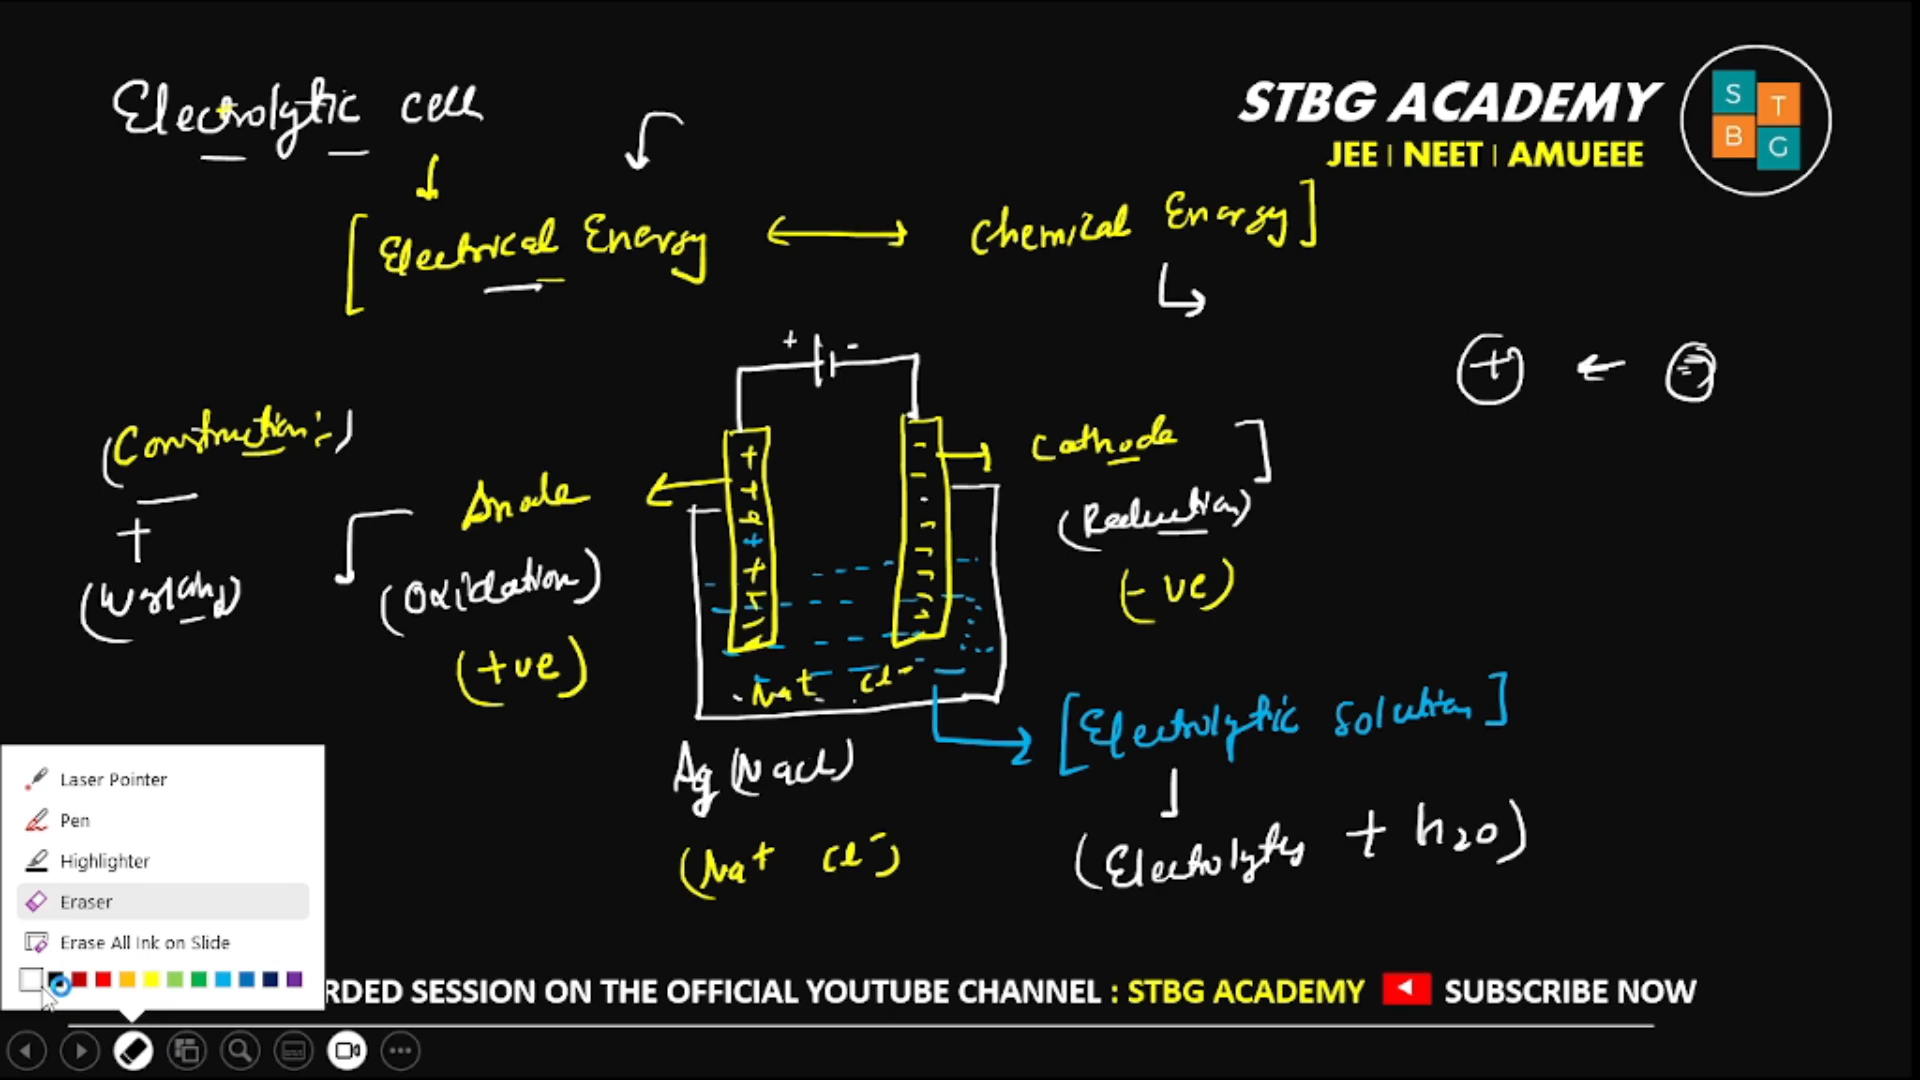 Electrolytic cell
STBG ACADEMY
JEE | NEET | AMUEEE
S T
B G
[Electrical Energy ⟷ Chemical Energy]
+ -
(Construction:-)
+
(Working)
Anode
(Oxidation)
(+ve)
Cathode
(Reduction)
(-ve)
+ ← -
Na+ Cl-
[Electrolytic Solution]
Aq (NaCl)
(Na+ Cl-)
(Electrolytes + H2O)
Laser Pointer
Pen
Highlighter
Eraser
Erase All Ink on Slide
RDED SESSION ON THE OFFICIAL YOUTUBE CHANNEL : STBG ACADEMY SUBSCRIBE NOW